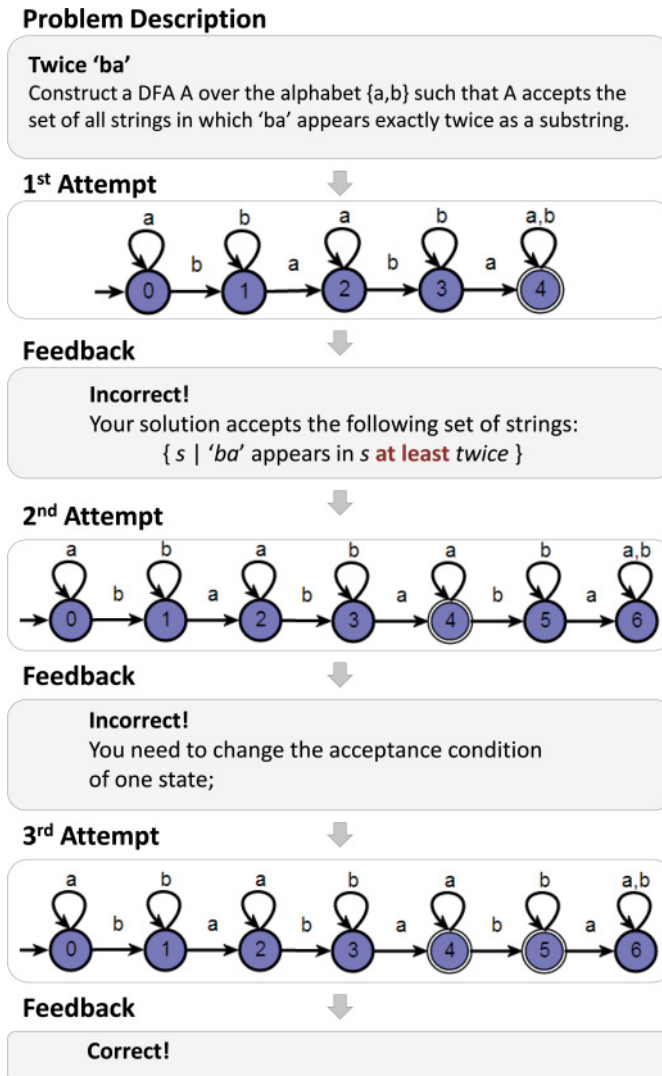 Problem Description
Twice ‘ba’
Construct a DFA A over the alphabet {a,b} such that A accepts the
set of all strings in which ‘ba’ appears exactly twice as a substring.
1st Attempt
a b a b a,b
b a b a
0 1 2 3 4
Feedback
Incorrect!
Your solution accepts the following set of strings:
{ s | ‘ba’ appears in s at least twice }
2nd Attempt
a b a b a b a,b
b a b a b a
0 1 2 3 4 5 6
Feedback
Incorrect!
You need to change the acceptance condition
of one state;
3rd Attempt
a b a b a b a,b
b a b a b a
0 1 2 3 4 5 6
Feedback
Correct!